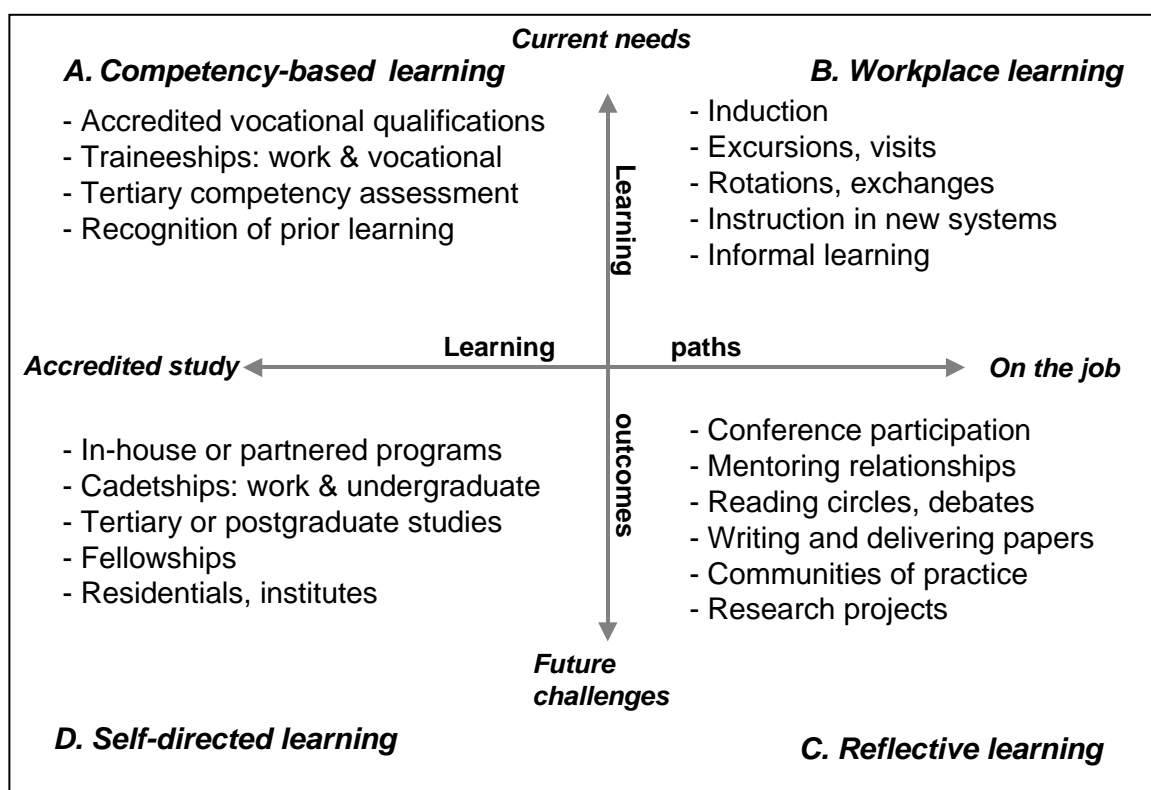 Current needs
A. Competency-based learning
- Accredited vocational qualifications
- Traineeships: work & vocational
- Tertiary competency assessment
- Recognition of prior learning
B. Workplace learning
- Induction
- Excursions, visits
- Rotations, exchanges
- Instruction in new systems
- Informal learning
Learning
Learning paths
Accredited study
On the job
outcomes
- In-house or partnered programs
- Cadetships: work & undergraduate
- Tertiary or postgraduate studies
- Fellowships
- Residentials, institutes
- Conference participation
- Mentoring relationships
- Reading circles, debates
- Writing and delivering papers
- Communities of practice
- Research projects
Future
challenges
D. Self-directed learning
C. Reflective learning